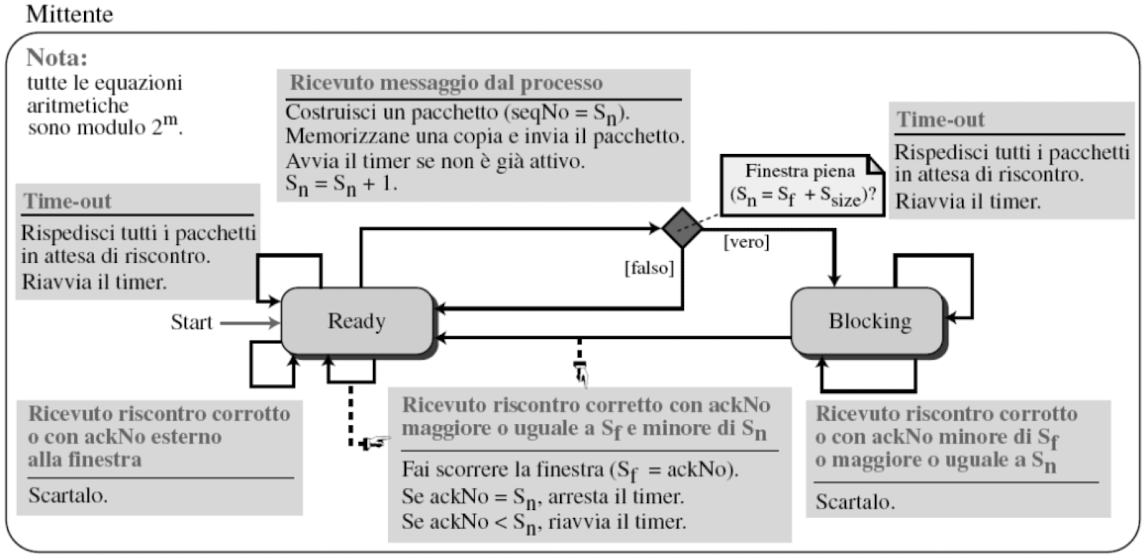 Mittente
Nota:
tutte le equazioni
aritmetiche
sono modulo 2^m.
Ricevuto messaggio dal processo
Costruisci un pacchetto (seqNo = S_n).
Memorizzane una copia e invia il pacchetto.
Avvia il timer se non è già attivo.
S_n = S_n + 1.
Time-out
Rispedisci tutti i pacchetti
in attesa di riscontro.
Riavvia il timer.
Finestra piena
(S_n = S_f + S_size)?
Time-out
Rispedisci tutti i pacchetti
in attesa di riscontro.
Riavvia il timer.
[vero]
[falso]
Start
Ready
Blocking
Ricevuto riscontro corrotto
o con ackNo esterno
alla finestra
Scartalo.
Ricevuto riscontro corretto con ackNo
maggiore o uguale a S_f e minore di S_n
Fai scorrere la finestra (S_f = ackNo).
Se ackNo = S_n, arresta il timer.
Se ackNo < S_n, riavvia il timer.
Ricevuto riscontro corrotto
o con ackNo minore di S_f
o maggiore o uguale a S_n
Scartalo.